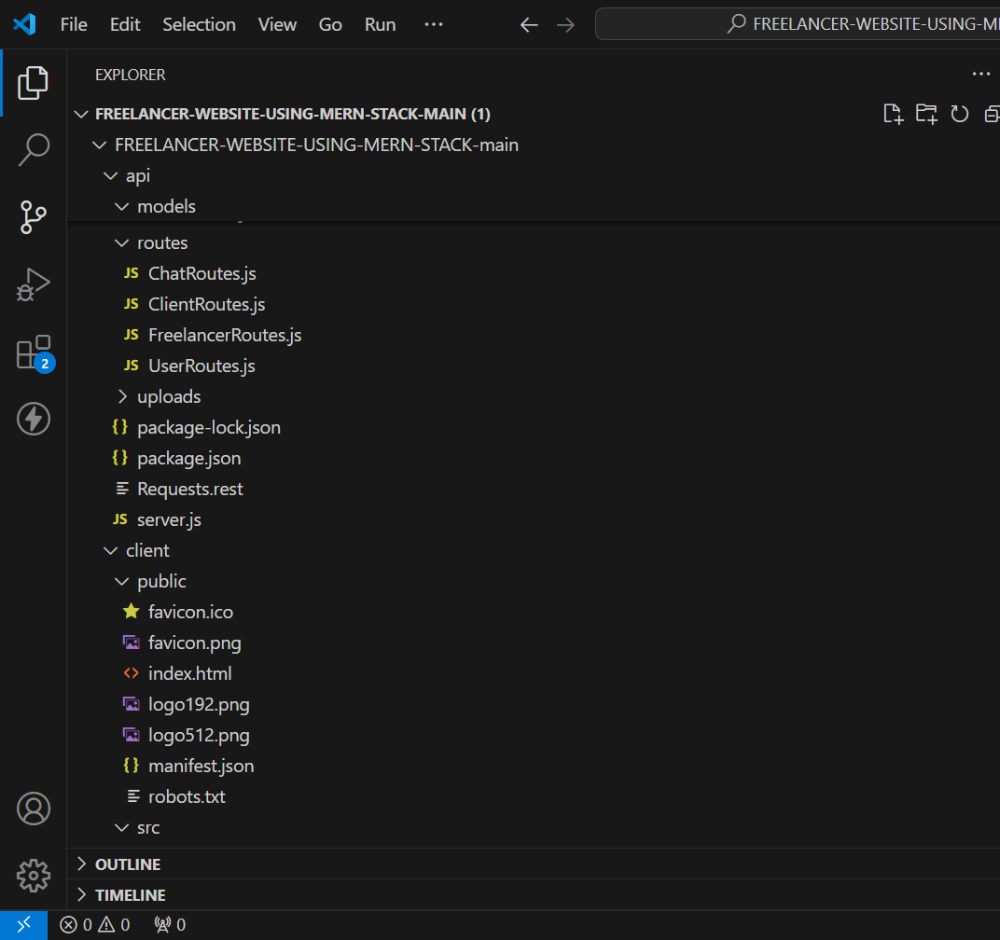 File Edit Selection View Go Run
FREELANCER-WEBSITE-USING-M
EXPLORER
FREELANCER-WEBSITE-USING-MERN-STACK-MAIN (1)
FREELANCER-WEBSITE-USING-MERN-STACK-main
api
models
routes
JS ChatRoutes.js
JS ClientRoutes.js
JS FreelancerRoutes.js
JS UserRoutes.js
uploads
{} package-lock.json
{} package.json
Requests.rest
JS server.js
client
public
favicon.ico
favicon.png
<> index.html
logo192.png
logo512.png
{} manifest.json
robots.txt
src
2
OUTLINE
TIMELINE
0 0 0